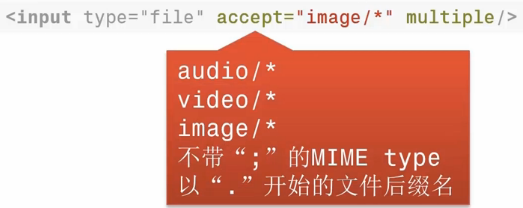 <input type="file" accept="image/*" multiple/>
audio/*
video/*
image/*
不带“;”的MIME type
以“.”开始的文件后缀名